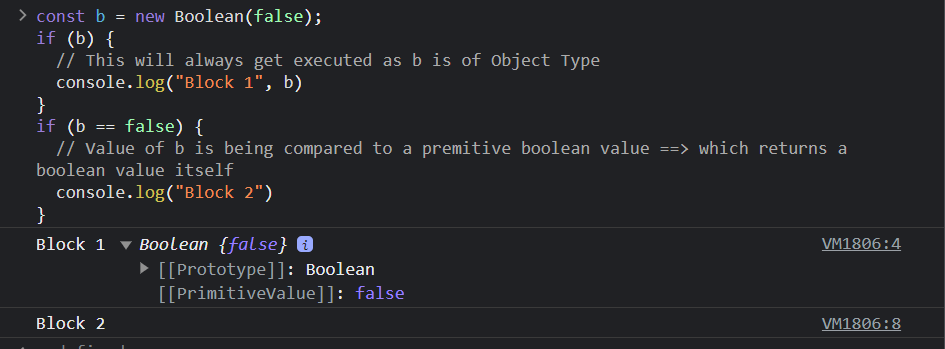 const b = new Boolean(false);
if (b) {
// This will always get executed as b is of Object Type
console.log("Block 1", b)
}
if (b == false) {
// Value of b is being compared to a premitive boolean value ==> which returns a
boolean value itself
console.log("Block 2")
}
Block 1 Boolean {false} i VM1806:4
[[Prototype]]: Boolean
[[PrimitiveValue]]: false
Block 2 VM1806:8